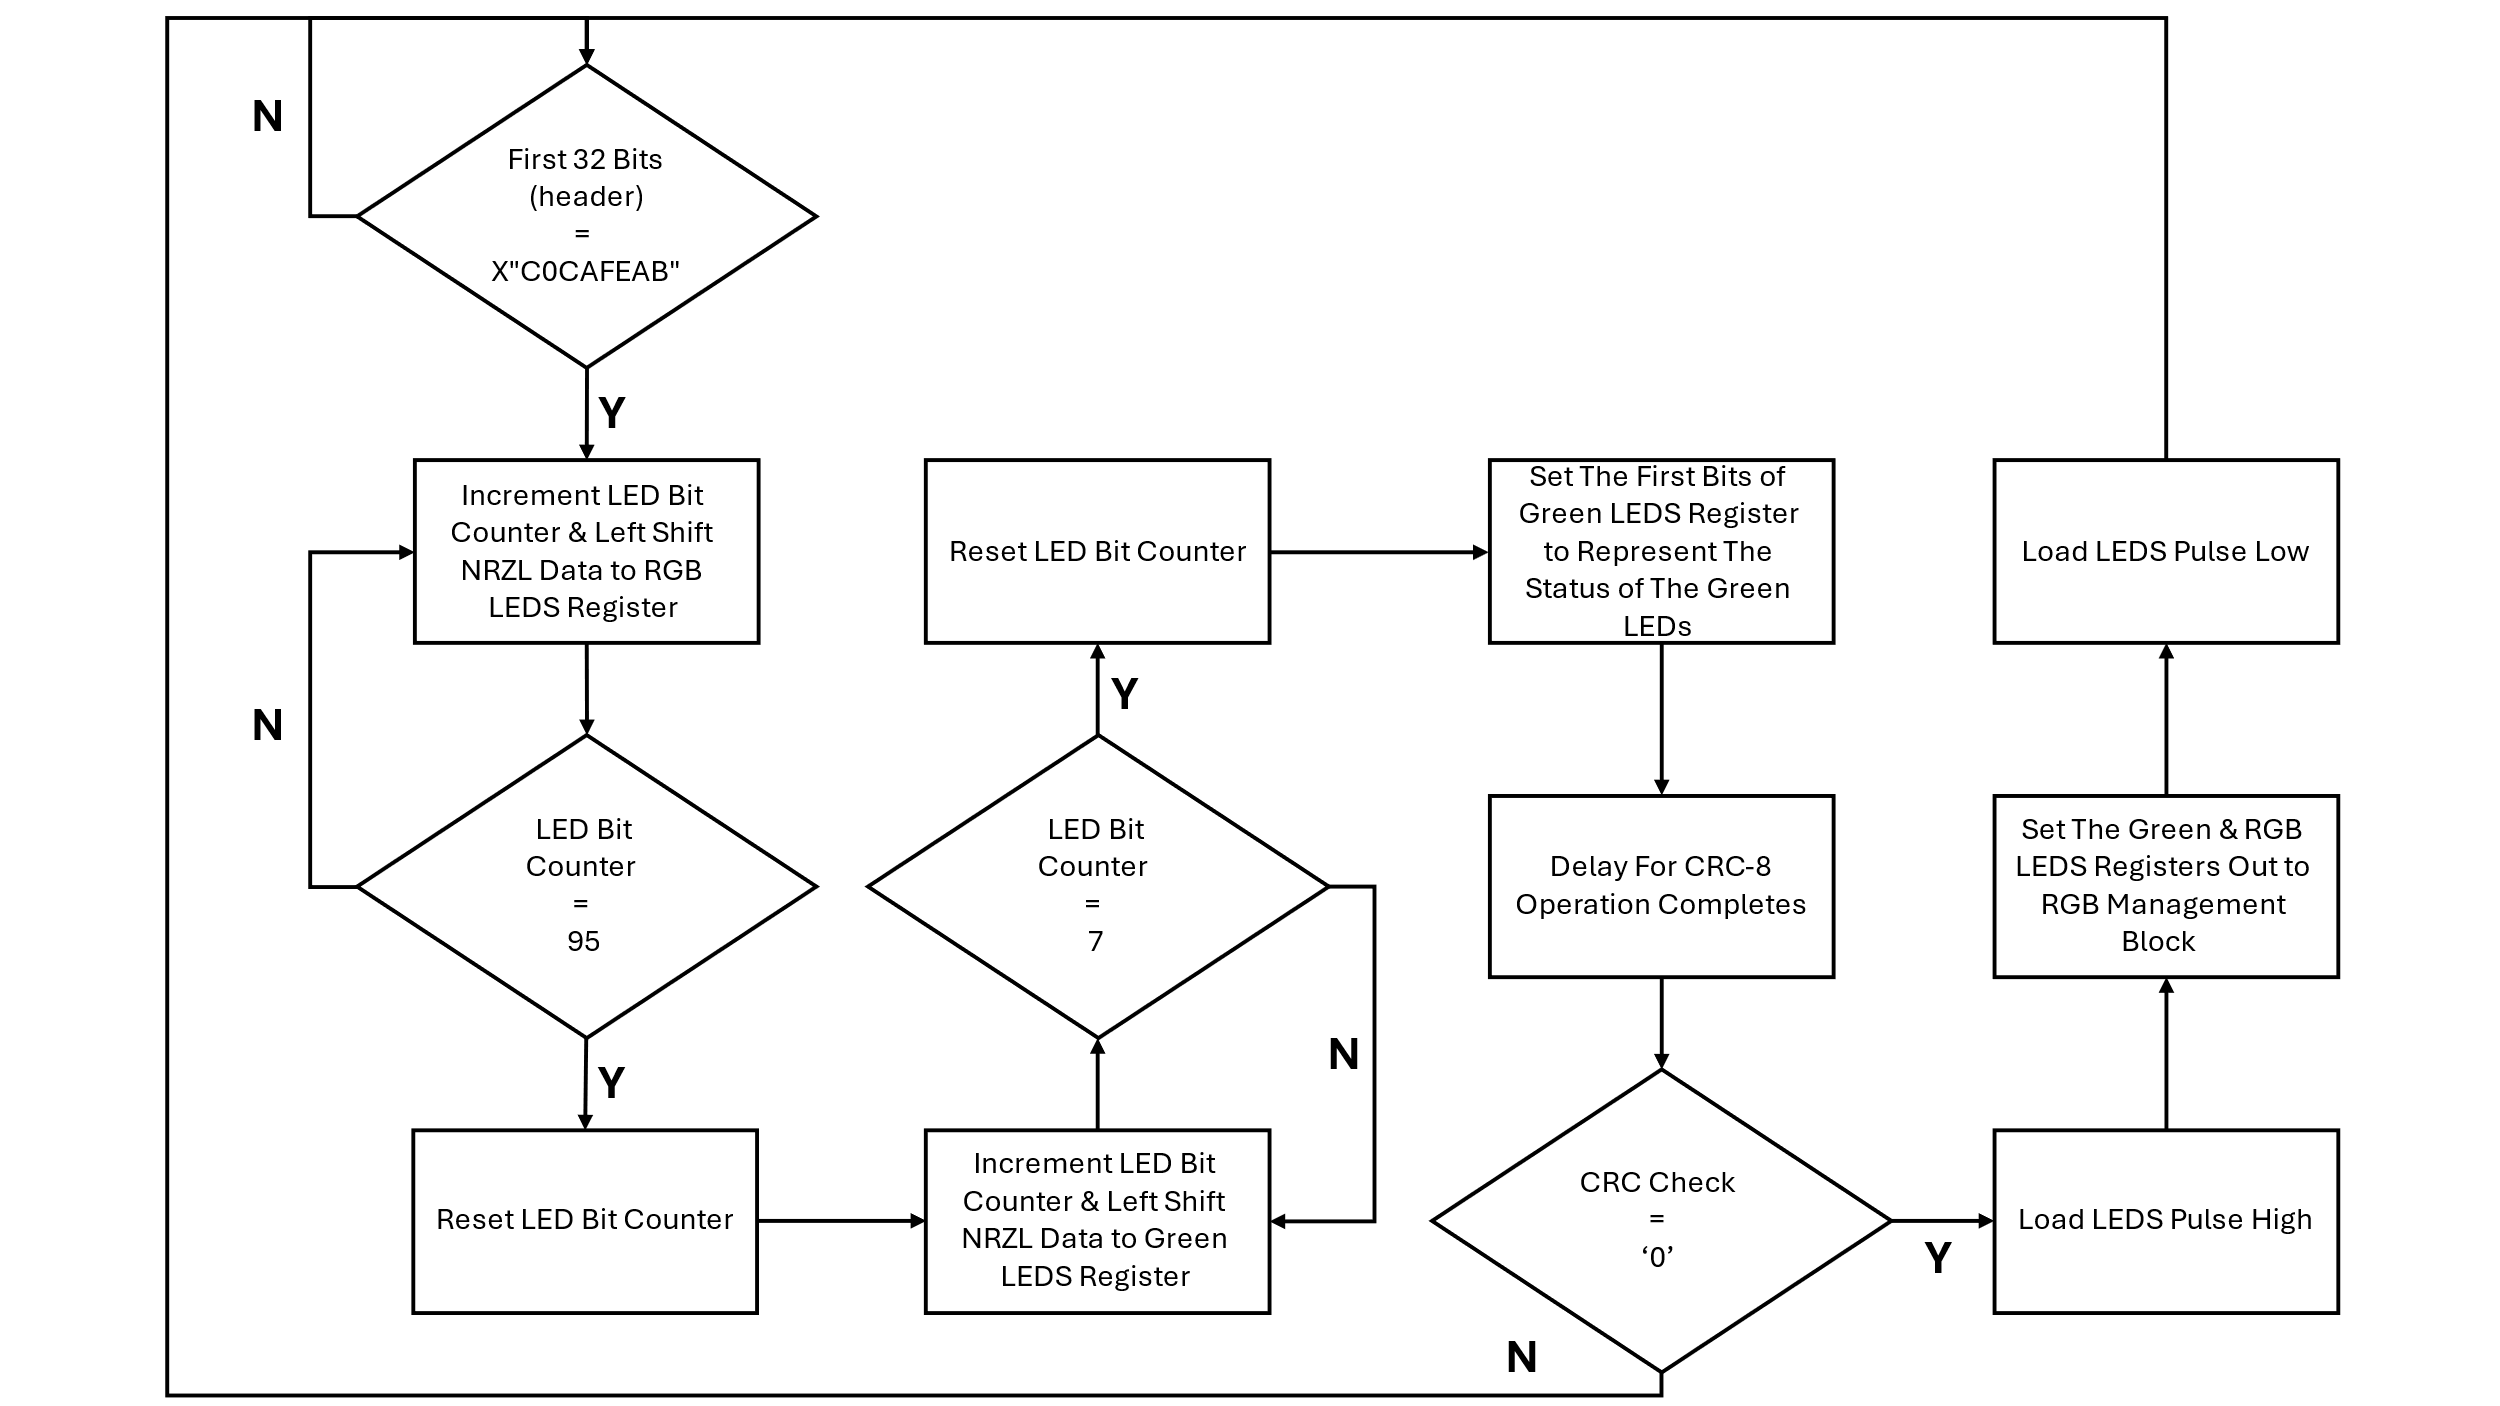 N
First 32 Bits
(header)
=
X"C0CAFEAB"
Y
Increment LED Bit
Counter & Left Shift
NRZL Data to RGB
LEDS Register
N
LED Bit
Counter
=
95
Y
Reset LED Bit Counter
Increment LED Bit
Counter & Left Shift
NRZL Data to Green
LEDS Register
LED Bit
Counter
=
7
N
Y
Reset LED Bit Counter
Set The First Bits of
Green LEDS Register
to Represent The
Status of The Green
LEDs
Delay For CRC-8
Operation Completes
CRC Check
=
‘0’
N
Y
Load LEDS Pulse High
Set The Green & RGB
LEDS Registers Out to
RGB Management
Block
Load LEDS Pulse Low